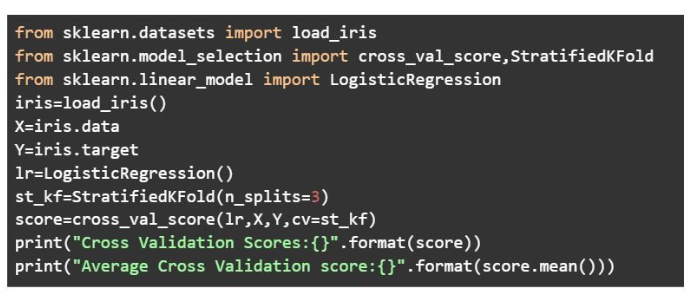 from sklearn.datasets import load_iris
from sklearn.model_selection import cross_val_score,StratifiedKFold
from sklearn.linear_model import LogisticRegression
iris=load_iris()
X=iris.data
Y=iris.target
lr=LogisticRegression()
st_kf=StratifiedKFold(n_splits=3)
score=cross_val_score(lr,X,Y,cv=st_kf)
print("Cross Validation Scores:{}".format(score))
print("Average Cross Validation score:{}".format(score.mean()))